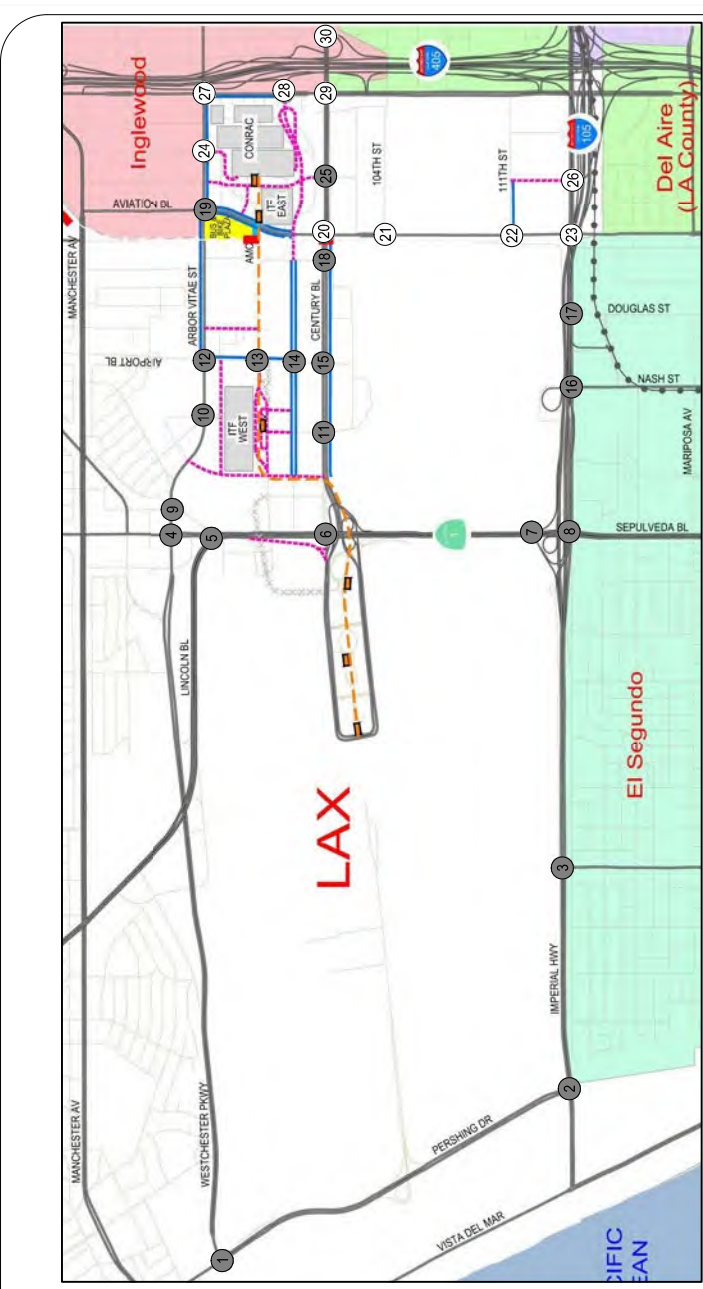 MANCHESTER AV
MANCHESTER AV
Inglewood
AVIATION BL
ARBOR VITAE ST
AIRPORT BL
BUS/
BIKE
PLAZA
AMC
CONRAC
ITF
EAST
ITF
WEST
CENTURY BL
104TH ST
111TH ST
405
105
Del Aire
(LA County)
DOUGLAS ST
NASH ST
MARIPOSA AV
SEPULVEDA BL
1
LINCOLN BL
WESTCHESTER PKWY
LAX
El Segundo
IMPERIAL HWY
PERSHING DR
VISTA DEL MAR
CIFIC
EAN
1
2
3
4
5
6
7
8
9
10
11
12
13
14
15
16
17
18
19
20
21
22
23
24
25
26
27
28
29
30